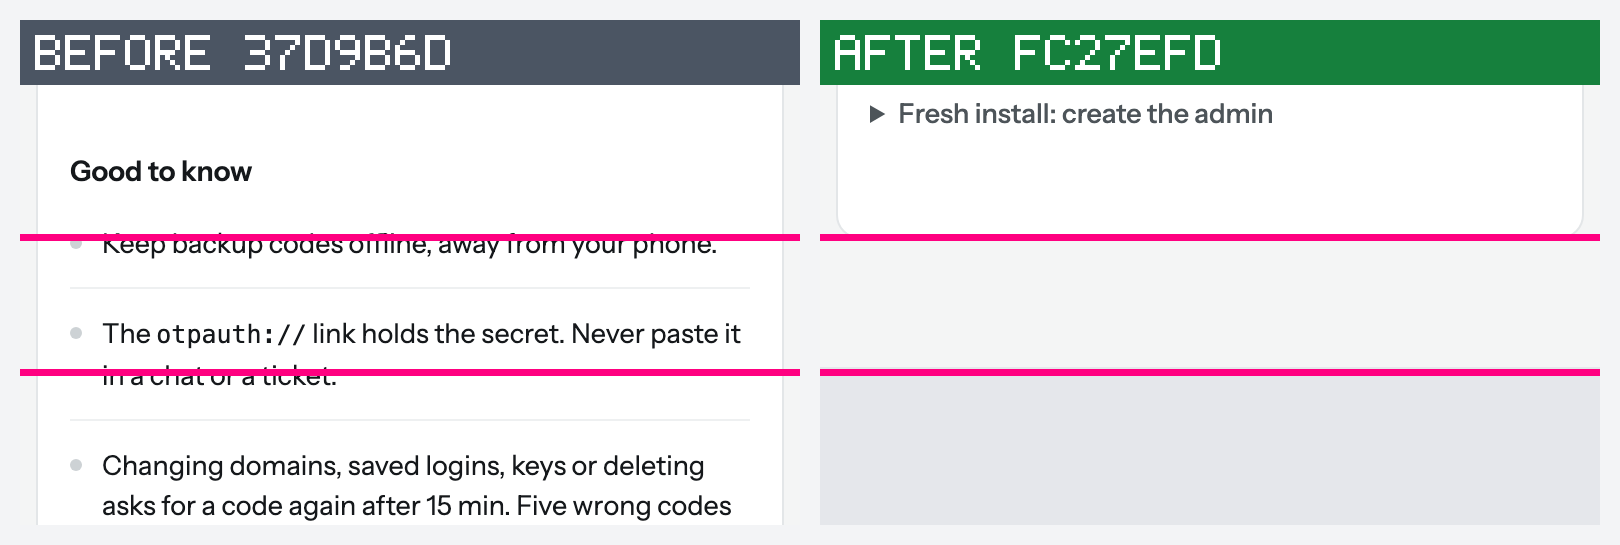 BEFORE 37D9B6D
Good to know
Keep backup codes offline, away from your phone.
The otpauth:// link holds the secret. Never paste it
in a chat or a ticket.
Changing domains, saved logins, keys or deleting
asks for a code again after 15 min. Five wrong codes
AFTER FC27EFD
Fresh install: create the admin